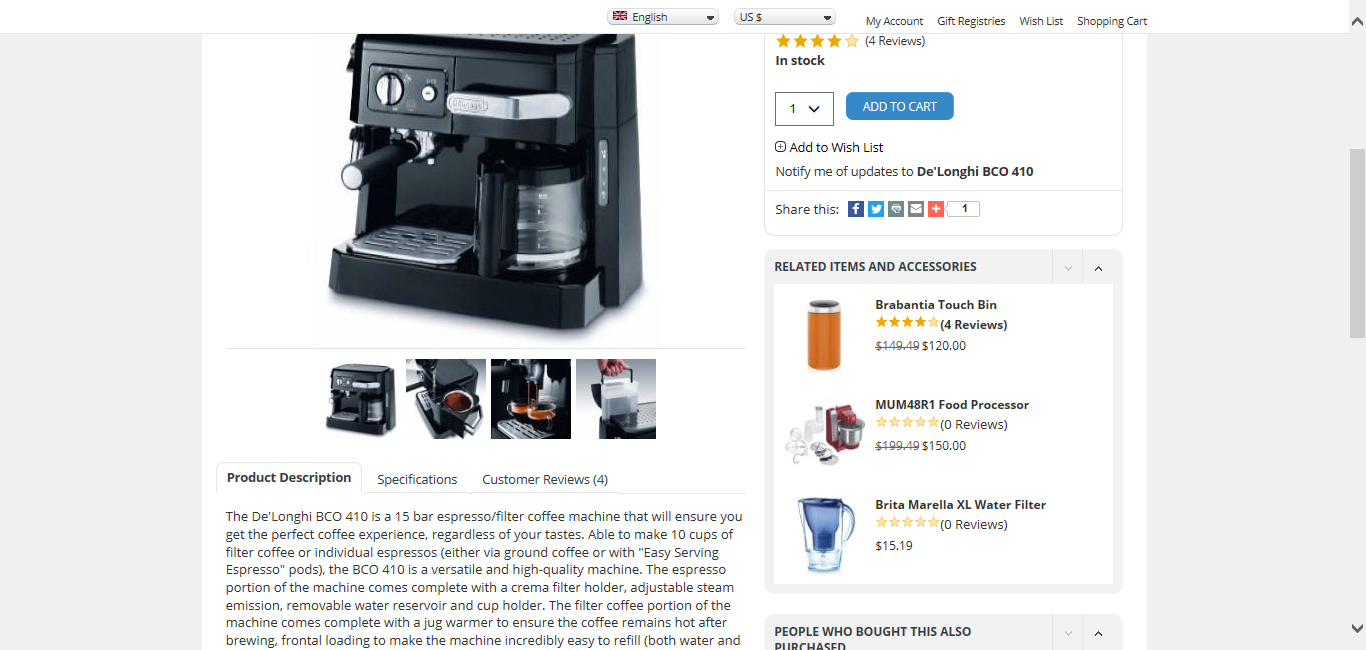 English
US $
My Account
Gift Registries
Wish List
Shopping Cart
(4 Reviews)
In stock
1
ADD TO CART
Add to Wish List
Notify me of updates to De'Longhi BCO 410
Share this:
1
RELATED ITEMS AND ACCESSORIES
Brabantia Touch Bin
(4 Reviews)
$149.49 $120.00
MUM48R1 Food Processor
(0 Reviews)
$199.49 $150.00
Brita Marella XL Water Filter
(0 Reviews)
$15.19
PEOPLE WHO BOUGHT THIS ALSO
PURCHASED
DeLonghi
Product Description
Specifications
Customer Reviews (4)
The De'Longhi BCO 410 is a 15 bar espresso/filter coffee machine that will ensure you
get the perfect coffee experience, regardless of your tastes. Able to make 10 cups of
filter coffee or individual espressos (either via ground coffee or with "Easy Serving
Espresso" pods), the BCO 410 is a versatile and high-quality machine. The espresso
portion of the machine comes complete with a crema filter holder, adjustable steam
emission, removable water reservoir and cup holder. The filter coffee portion of the
machine comes complete with a jug warmer to ensure the coffee remains hot after
brewing, frontal loading to make the machine incredibly easy to refill (both water and